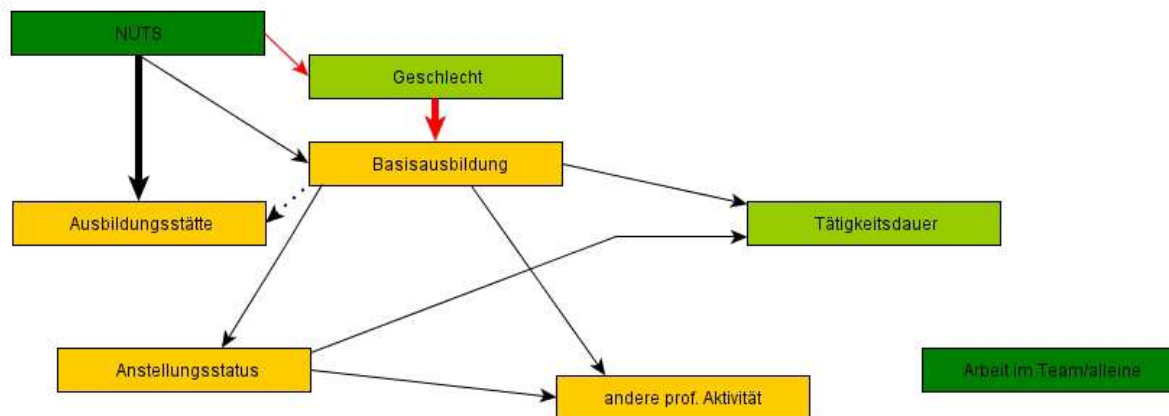 NUTS
Geschlecht
Basisausbildung
Ausbildungsstätte
Tätigkeitsdauer
Anstellungsstatus
Arbeit im Team/alleine
andere prof. Aktivität